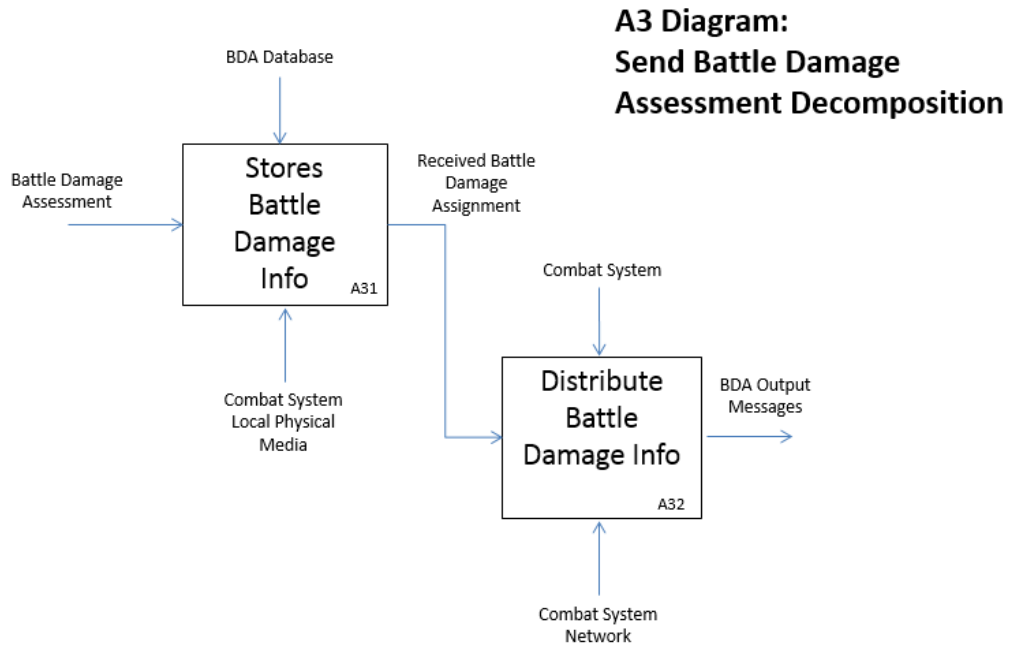 A3 Diagram:
Send Battle Damage
Assessment Decomposition
BDA Database
Battle Damage
Assessment
Stores
Battle
Damage
Info
A31
Received Battle
Damage
Assignment
Combat System
Local Physical
Media
Combat System
Distribute
Battle
Damage Info
A32
BDA Output
Messages
Combat System
Network